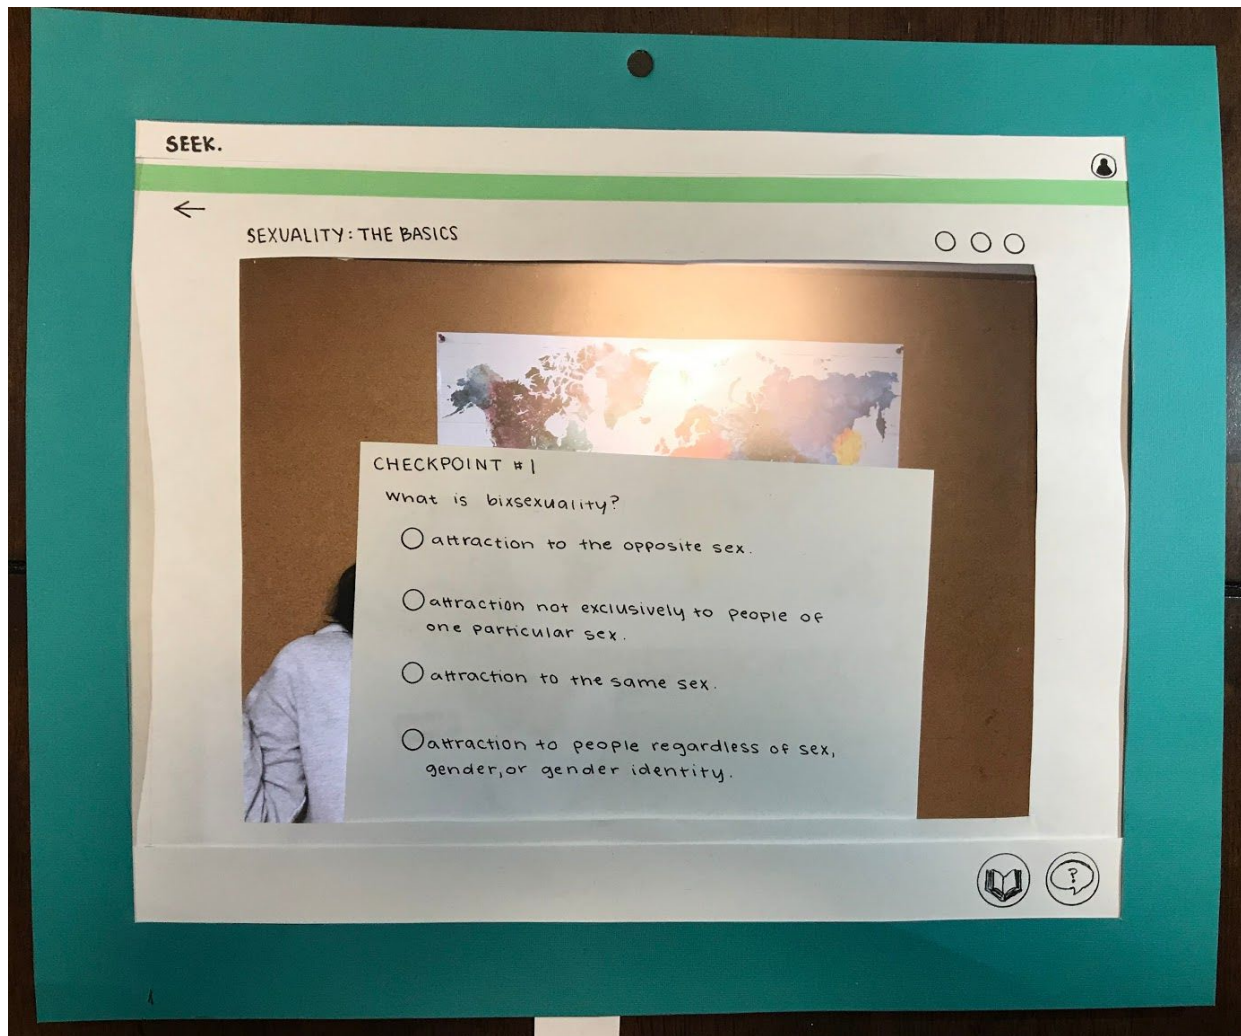 SEEK.
SEXUALITY: THE BASICS
CHECKPOINT #1
What is bixsexuality?
attraction to the opposite sex.
attraction not exclusively to people of
one particular sex.
attraction to the same sex.
attraction to people regardless of sex,
gender, or gender identity.
?